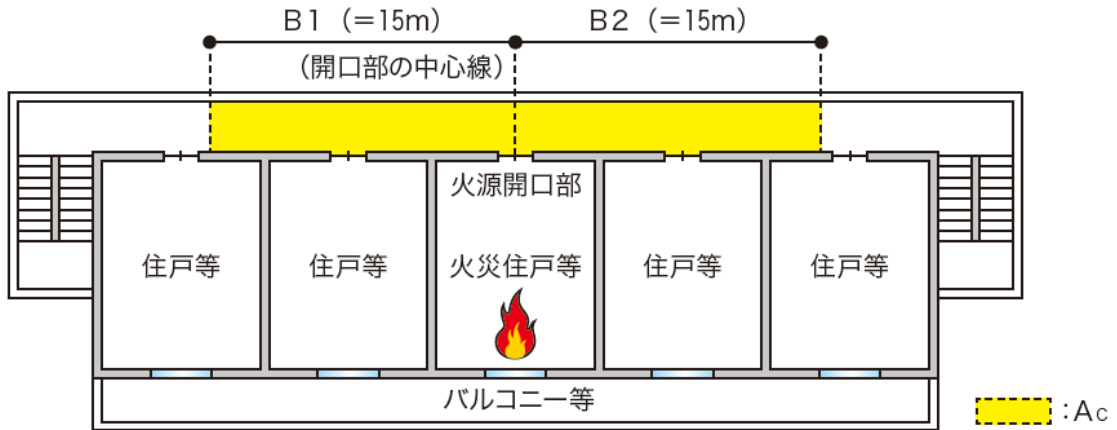 B1（＝15m） B2（＝15m）
（開口部の中心線）
火源開口部
住戸等 住戸等 火災住戸等 住戸等 住戸等
バルコニー等
：Ac